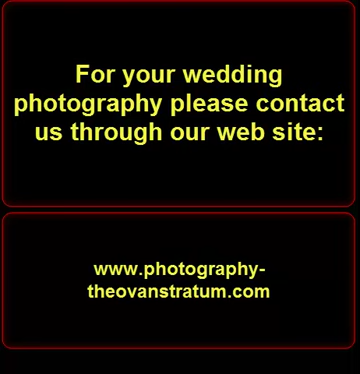 For your wedding
photography please contact
us through our web site:
www.photography-
theovanstratum.com